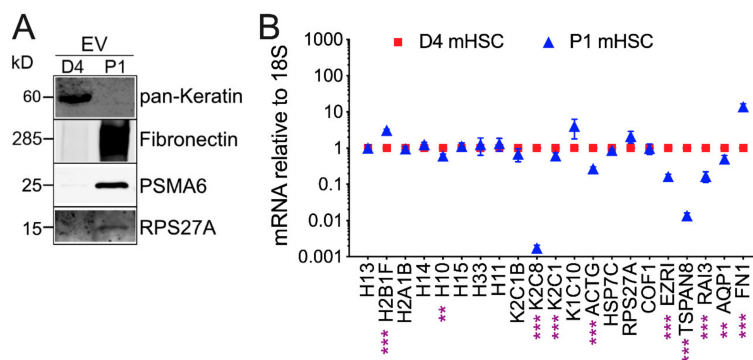 A
EV
kD D4 P1
60 pan-Keratin
285 Fibronectin
25 PSMA6
15 RPS27A
B
D4 mHSC P1 mHSC
mRNA relative to 18S
1000
100
10
1
0.1
0.01
0.001
H13
H2B1F ***
H2A1B
H14
H10 **
H15
H33
H11
K2C1B
K2C8 ***
K2C1 ***
K1C10
ACTG ***
HSP7C
RPS27A
COF1
EZRI ***
TSPAN8 ***
RAI3 ***
AQP1 **
FN1 ***